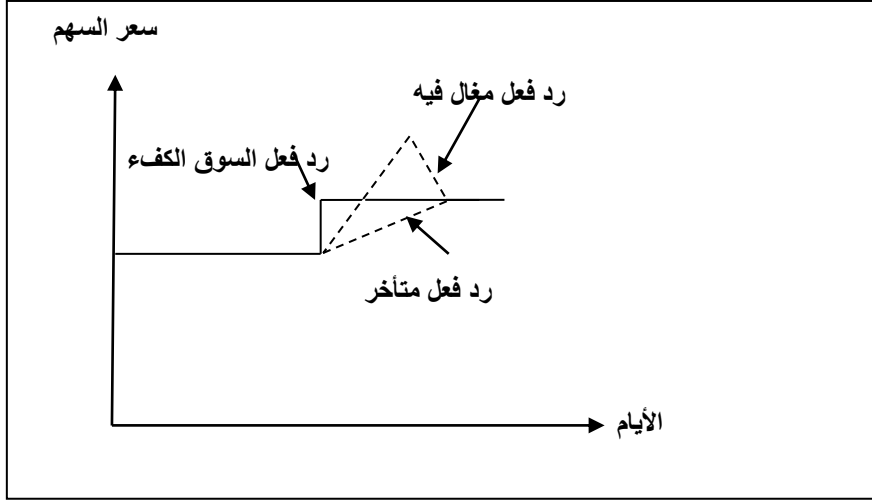 سعر السهم
رد فعل مغال فيه
رد فعل السوق الكفء
رد فعل متأخر
الأيام